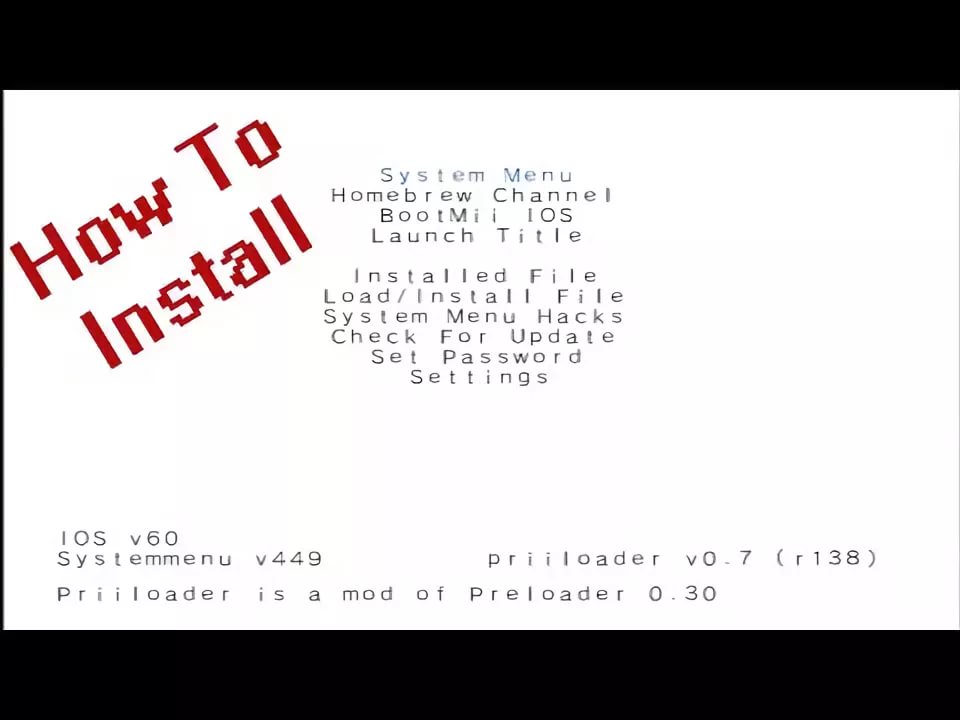 How To
Install
System Menu
Homebrew Channel
BootMii IOS
Launch Title
Installed File
Load/Install File
System Menu Hacks
Check For Update
Set Password
Settings
IOS v60
Systemmenu v449
priiloader v0.7 (r138)
Priiloader is a mod of Preloader 0.30